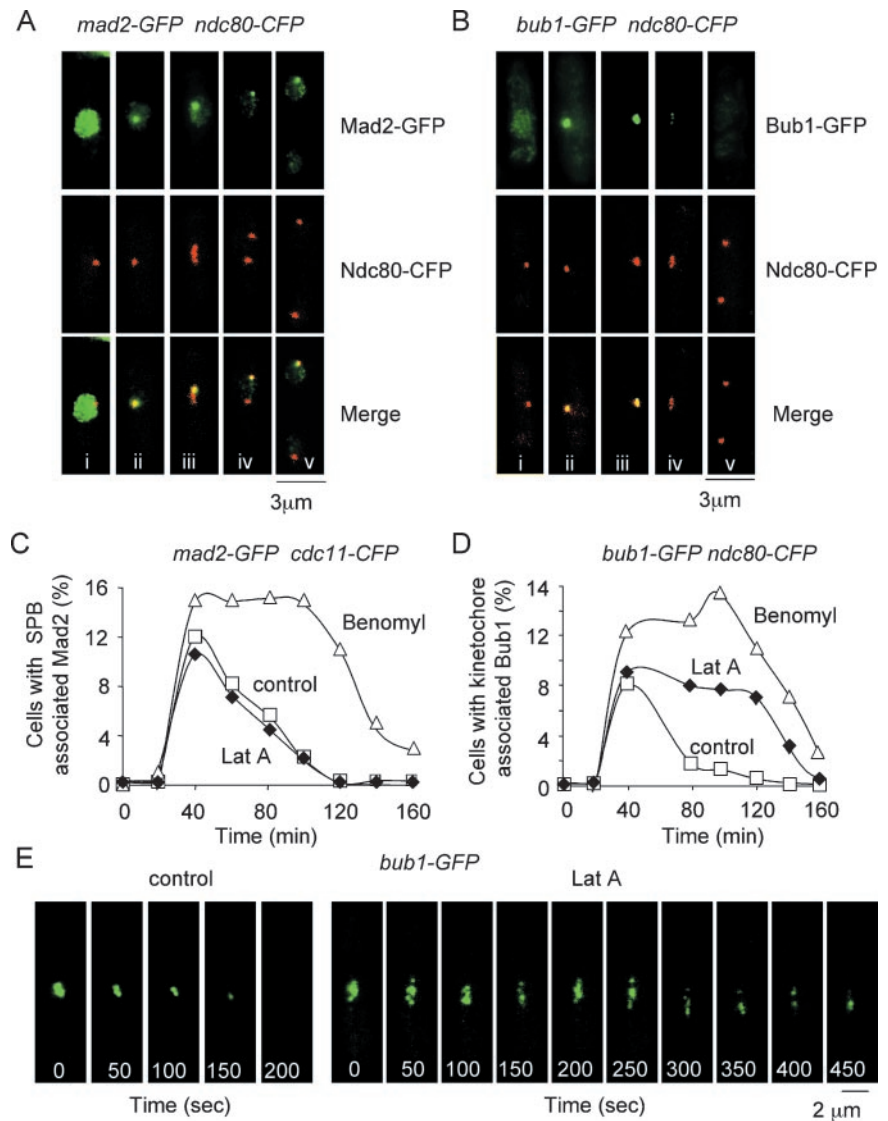 A mad2-GFP ndc80-CFP
Mad2-GFP
Ndc80-CFP
Merge
i ii iii iv v
3μm
B bub1-GFP ndc80-CFP
Bub1-GFP
Ndc80-CFP
Merge
i ii iii iv v
3μm
C mad2-GFP cdc11-CFP
Cells with SPB
associated Mad2 (%)
16
12
8
4
0
Benomyl
control
Lat A
0 40 80 120 160
Time (min)
D bub1-GFP ndc80-CFP
Cells with kinetochore
associated Bub1 (%)
14
12
8
4
0
Benomyl
Lat A
control
0 40 80 120 160
Time (min)
E bub1-GFP
control Lat A
0 50 100 150 200 0 50 100 150 200 250 300 350 400 450
Time (sec) Time (sec) 2 μm